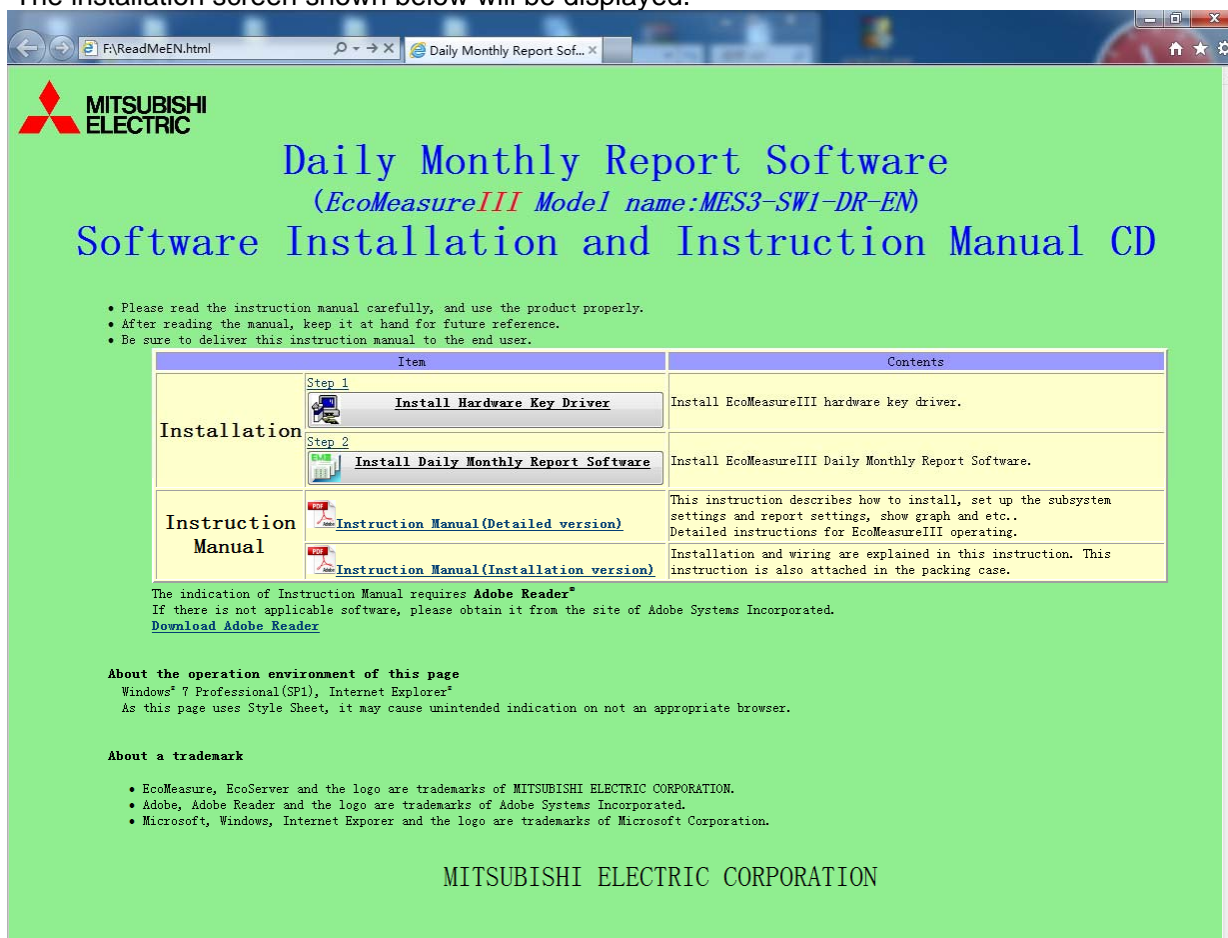 The installation screen shown below will be displayed.
F:\ReadMeEN.html
Daily Monthly Report Sof...
MITSUBISHI
ELECTRIC
Daily Monthly Report Software
(EcoMeasureIII Model name:MES3-SW1-DR-EN)
Software Installation and Instruction Manual CD
• Please read the instruction manual carefully, and use the product properly.
• After reading the manual, keep it at hand for future reference.
• Be sure to deliver this instruction manual to the end user.
Item
Contents
Installation
Step 1
Install Hardware Key Driver
Install EcoMeasureIII hardware key driver.
Step 2
Install Daily Monthly Report Software
Install EcoMeasureIII Daily Monthly Report Software.
Instruction
Manual
Instruction Manual(Detailed version)
This instruction describes how to install, set up the subsystem
settings and report settings, show graph and etc..
Detailed instructions for EcoMeasureIII operating.
Instruction Manual(Installation version)
Installation and wiring are explained in this instruction. This
instruction is also attached in the packing case.
The indication of Instruction Manual requires Adobe Reader®
If there is not applicable software, please obtain it from the site of Adobe Systems Incorporated.
Download Adobe Reader
About the operation environment of this page
Windows® 7 Professional(SP1), Internet Explorer®
As this page uses Style Sheet, it may cause unintended indication on not an appropriate browser.
About a trademark
• EcoMeasure, EcoServer and the logo are trademarks of MITSUBISHI ELECTRIC CORPORATION.
• Adobe, Adobe Reader and the logo are trademarks of Adobe Systems Incorporated.
• Microsoft, Windows, Internet Exporer and the logo are trademarks of Microsoft Corporation.
MITSUBISHI ELECTRIC CORPORATION